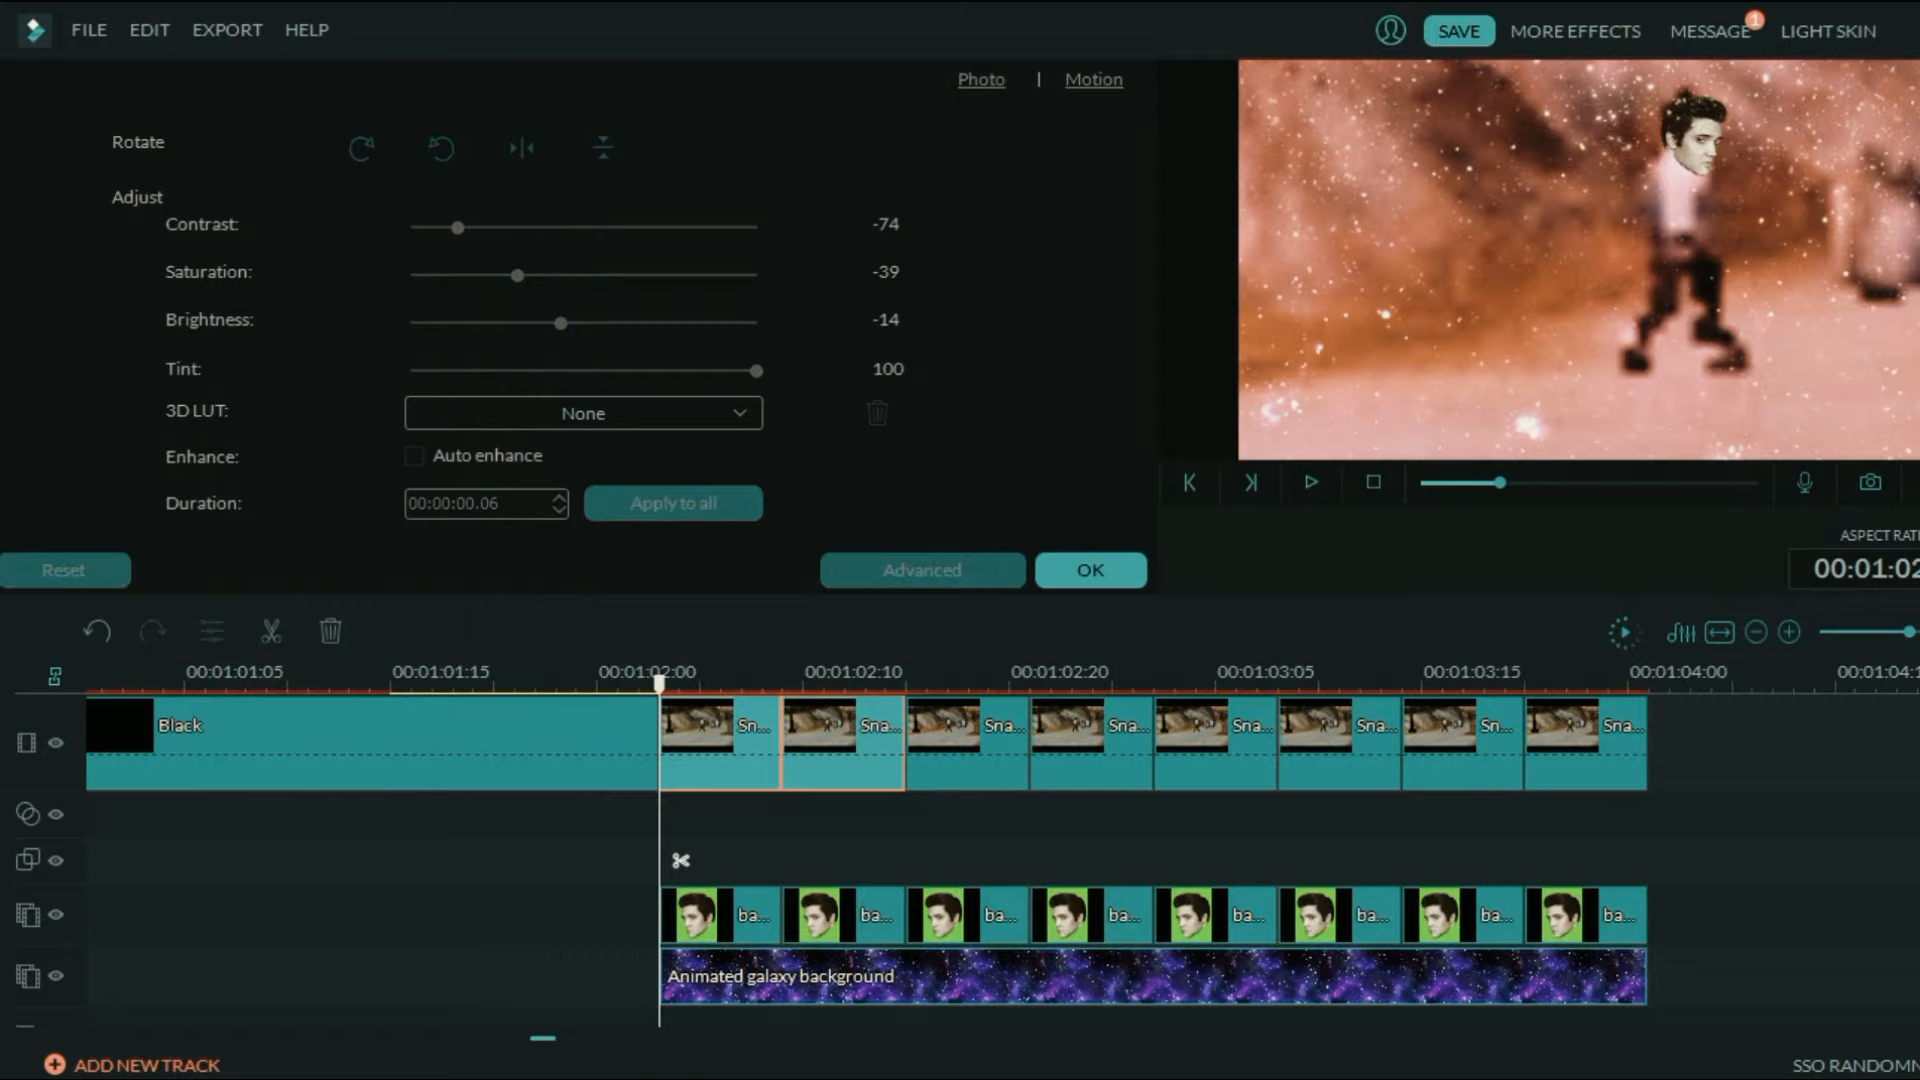 FILE EDIT EXPORT HELP
SAVE MORE EFFECTS MESSAGE 1 LIGHT SKIN
Photo | Motion
Rotate
Adjust
Contrast: -74
Saturation: -39
Brightness: -14
Tint: 100
3D LUT: None
Enhance: Auto enhance
Duration: 00:00:00.06 Apply to all
ASPECT RATI
00:01:02
Reset Advanced OK
00:01:01:05 00:01:01:15 00:01:02:00 00:01:02:10 00:01:02:20 00:01:03:05 00:01:03:15 00:01:04:00 00:01:04:1
Black Sn... Sna... Sna... Sna... Sna... Sna... Sn... Sna...
ba... ba... ba... ba... ba... ba... ba... ba...
Animated galaxy background
ADD NEW TRACK
SSO RANDOMN